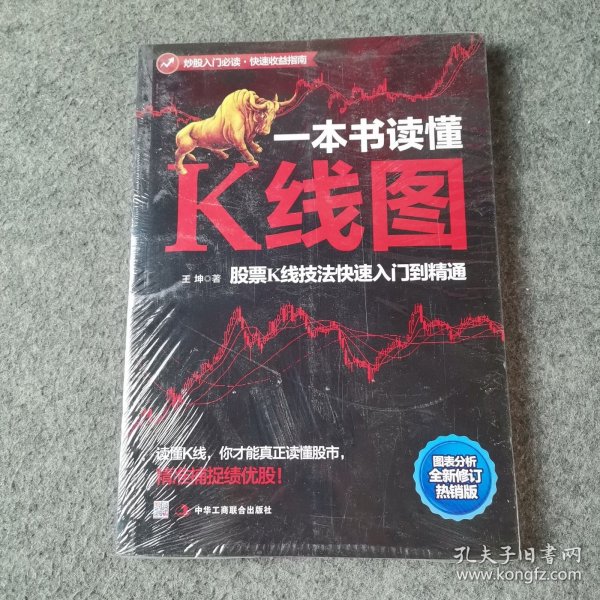 炒股入门必读·快速收益指南
一本书读懂
K线图
王 坤◎著
股票K线技法快速入门到精通
读懂K线，你才能真正读懂股市，
精准捕捉绩优股！
图表分析
全新修订
热销版
中华工商联合出版社
孔夫子旧书网
www.kongfz.com